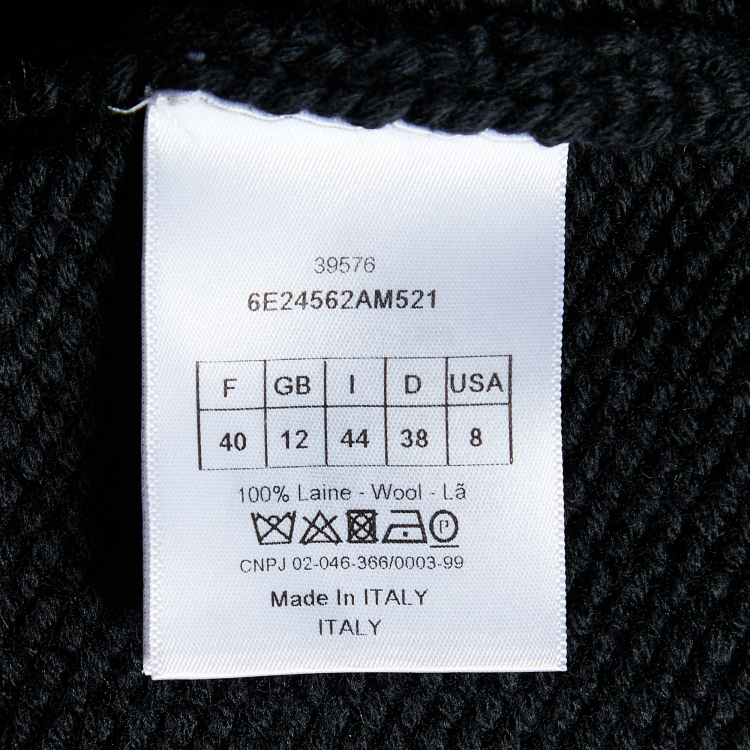 39576
6E24562AM521
F GB I D USA
40 12 44 38 8
100% Laine - Wool - Lã
P
CNPJ 02-046-366/0003-99
Made In ITALY
ITALY